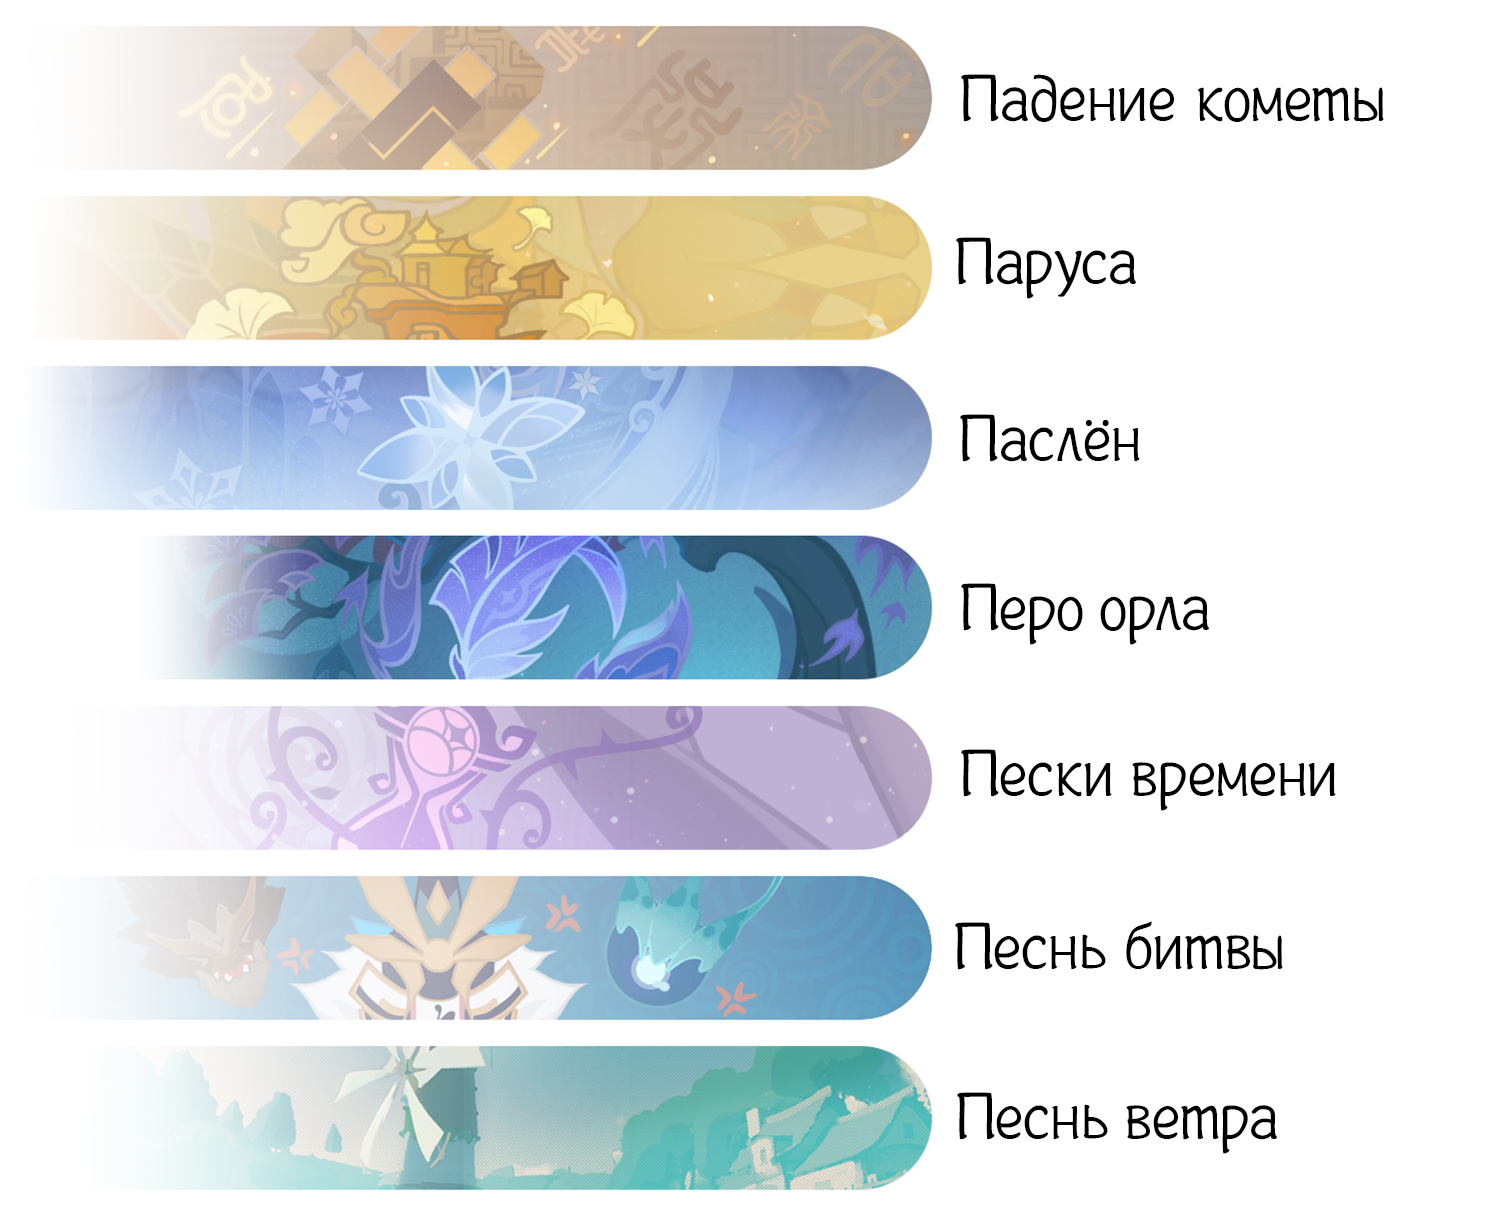 Падение кометы
Паруса
Паслён
Перо орла
Пески времени
Песнь битвы
Песнь ветра